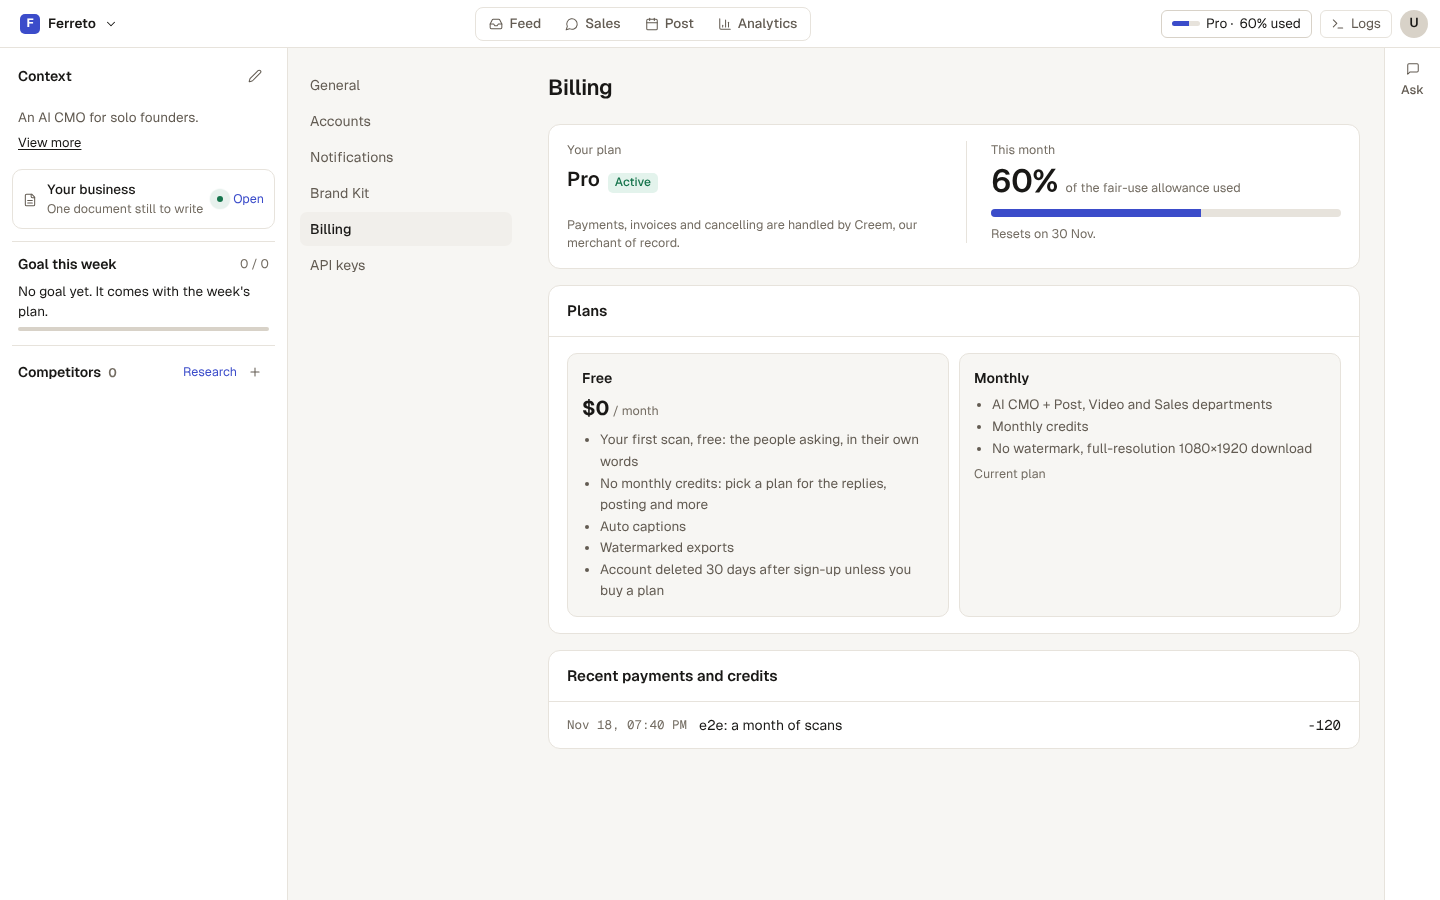 F Ferreto
Feed Sales Post Analytics
Pro · 60% used
Logs
U
Context
An AI CMO for solo founders.
View more
Your business
One document still to write
Open
Goal this week 0 / 0
No goal yet. It comes with the week's
plan.
Competitors 0 Research +
General
Accounts
Notifications
Brand Kit
Billing
API keys
Billing
Your plan
Pro Active
Payments, invoices and cancelling are handled by Creem, our
merchant of record.
This month
60% of the fair-use allowance used
Resets on 30 Nov.
Plans
Free
$0 / month
• Your first scan, free: the people asking, in their own
words
• No monthly credits: pick a plan for the replies,
posting and more
• Auto captions
• Watermarked exports
• Account deleted 30 days after sign-up unless you
buy a plan
Monthly
• AI CMO + Post, Video and Sales departments
• Monthly credits
• No watermark, full-resolution 1080×1920 download
Current plan
Recent payments and credits
Nov 18, 07:40 PM e2e: a month of scans -120
Ask